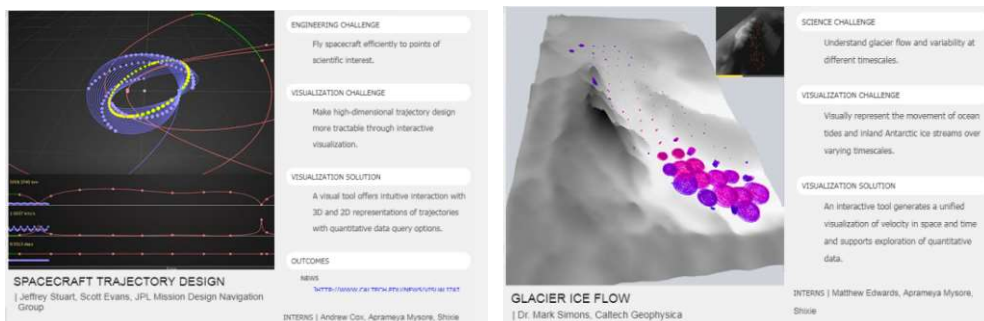 ENGINEERING CHALLENGE
Fly spacecraft efficiently to points of
scientific interest.
VISUALIZATION CHALLENGE
Make high-dimensional trajectory design
more tractable through interactive
visualization.
VISUALIZATION SOLUTION
A visual tool offers intuitive interaction with
3D and 2D representations of trajectories
with quantitative data query options.
OUTCOMES
NEWS
SPACECRAFT TRAJECTORY DESIGN
| Jeffrey Stuart, Scott Evans, JPL Mission Design Navigation
Group
INTERNS | Andrew Cox, Aprameya Mysore, Shixie
SCIENCE CHALLENGE
Understand glacier flow and variability at
different timescales.
VISUALIZATION CHALLENGE
Visually represent the movement of ocean
tides and inland Antarctic ice streams over
varying timescales.
VISUALIZATION SOLUTION
An interactive tool generates a unified
visualization of velocity in space and time
and supports exploration of quantitative
data.
GLACIER ICE FLOW
| Dr. Mark Simons, Caltech Geophysica
INTERNS | Matthew Edwards, Aprameya Mysore,
Shixie